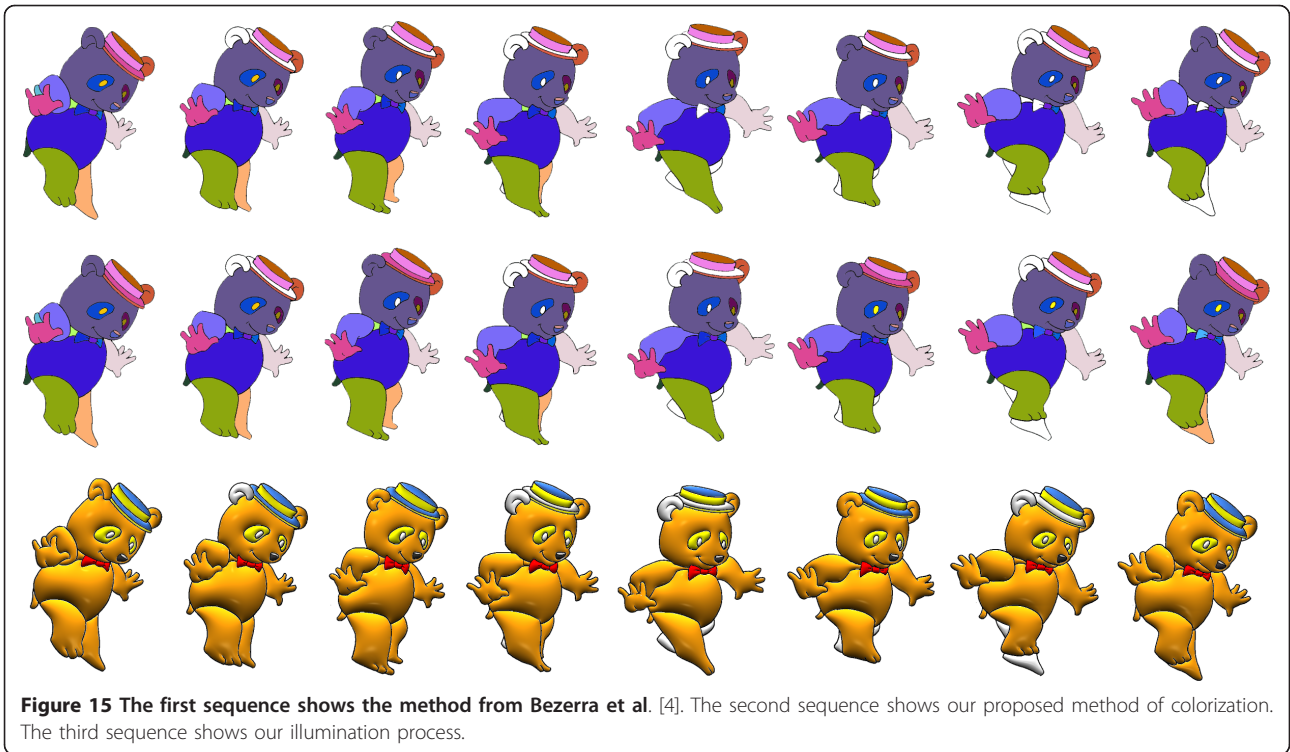 Figure 15 The first sequence shows the method from Bezerra et al. [4]. The second sequence shows our proposed method of colorization.
The third sequence shows our illumination process.